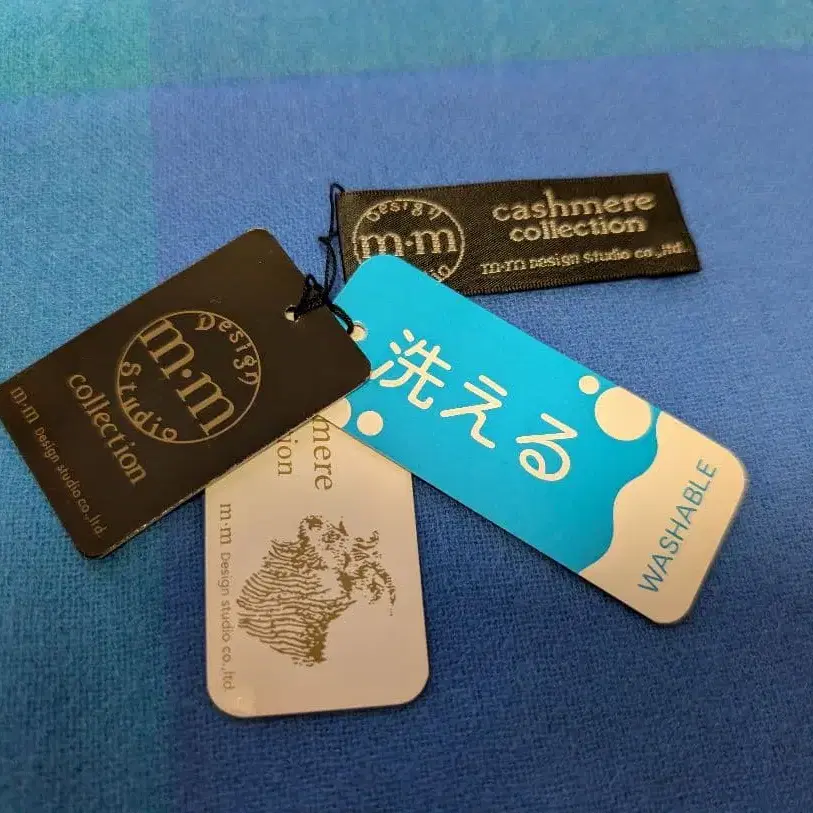 Design
m·m
Studio
cashmere
collection
m·m Design studio co.,ltd.
Design
m·m
Studio
collection
m·m Design studio co.,ltd.
洗える
WASHABLE
mere
ion
m·m Design studio co.,ltd.